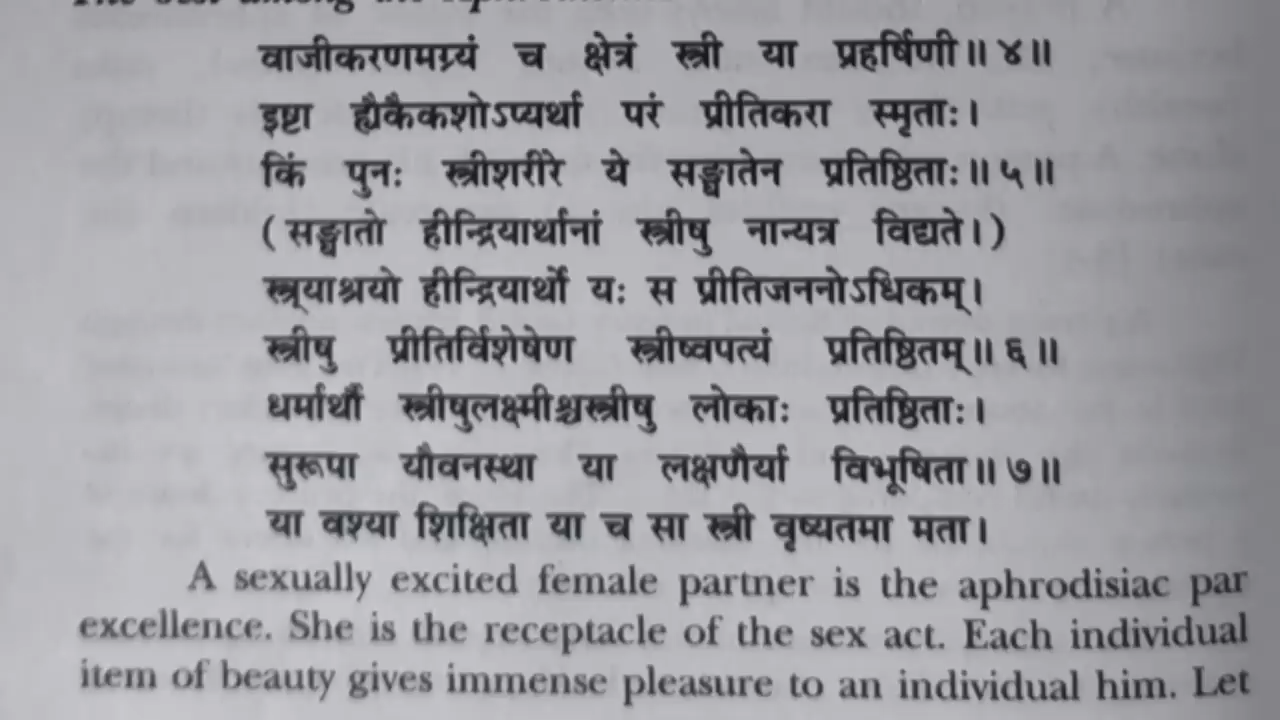 वाजीकरणमग्र्यं च क्षेत्रं स्त्री या प्रहर्षिणी॥ ४॥
इष्टा ह्यैकैकशोऽप्यर्था परं प्रीतिकरा स्मृताः।
किं पुनः स्त्रीशरीरे ये सङ्घातेन प्रतिष्ठिताः॥ ५॥
( सङ्घातो हीन्द्रियार्थानां स्त्रीषु नान्यत्र विद्यते।)
स्त्र्याश्रयो हीन्द्रियार्थो यः स प्रीतिजननोऽधिकम्।
स्त्रीषु प्रीतिर्विशेषेण स्त्रीष्वपत्यं प्रतिष्ठितम्॥ ६॥
धर्मार्थौ स्त्रीषुलक्ष्मीश्चस्त्रीषु लोकाः प्रतिष्ठिताः।
सुरूपा यौवनस्था या लक्षणैर्या विभूषिता॥ ७॥
या वश्या शिक्षिता या च सा स्त्री वृष्यतमा मता।
A sexually excited female partner is the aphrodisiac par
excellence. She is the receptacle of the sex act. Each individual
item of beauty gives immense pleasure to an individual him. Let